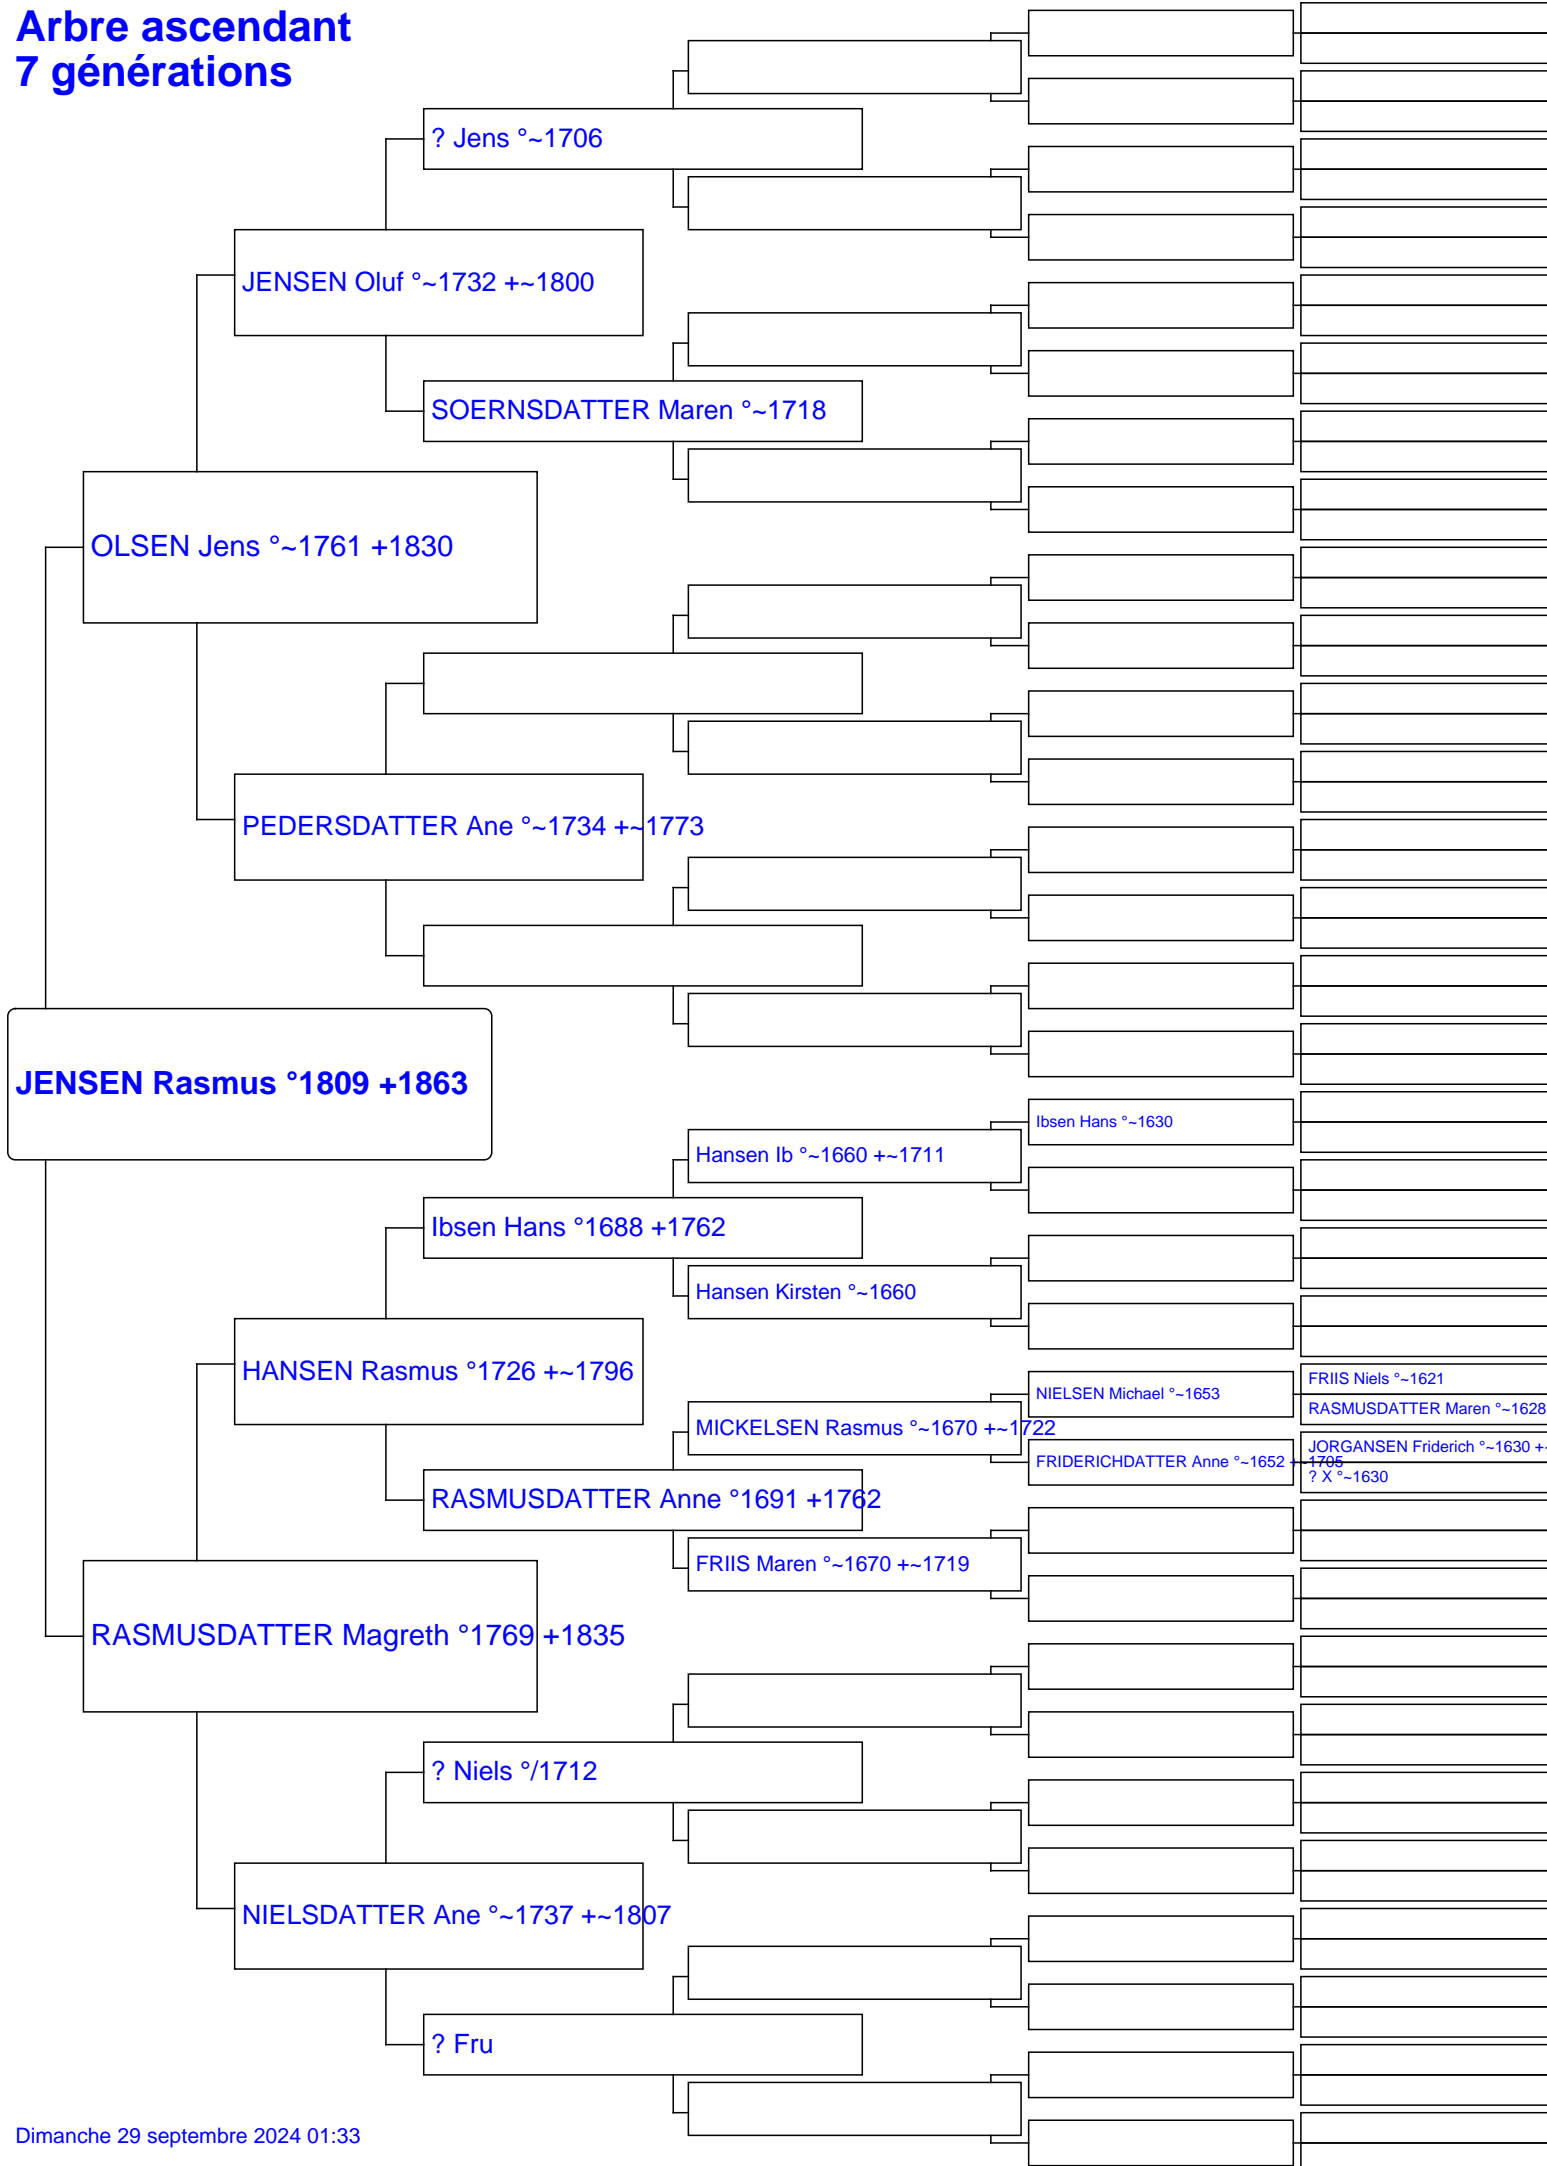 Arbre ascendant
7 générations
? Jens °~1706
JENSEN Oluf °~1732 +~1800
SOERNSDATTER Maren °~1718
OLSEN Jens °~1761 +1830
PEDERSDATTER Ane °~1734 +~1773
JENSEN Rasmus °1809 +1863
Ibsen Hans °~1630
Hansen Ib °~1660 +~1711
Ibsen Hans °1688 +1762
Hansen Kirsten °~1660
HANSEN Rasmus °1726 +~1796
FRIIS Niels °~1621
NIELSEN Michael °~1653
RASMUSDATTER Maren °~1628
MICKELSEN Rasmus °~1670 +~1722
JORGANSEN Friderich °~1630 +~
FRIDERICHDATTER Anne °~1652 +~1705
? X °~1630
RASMUSDATTER Anne °1691 +1762
FRIIS Maren °~1670 +~1719
RASMUSDATTER Magreth °1769 +1835
? Niels °/1712
NIELSDATTER Ane °~1737 +~1807
? Fru
Dimanche 29 septembre 2024 01:33